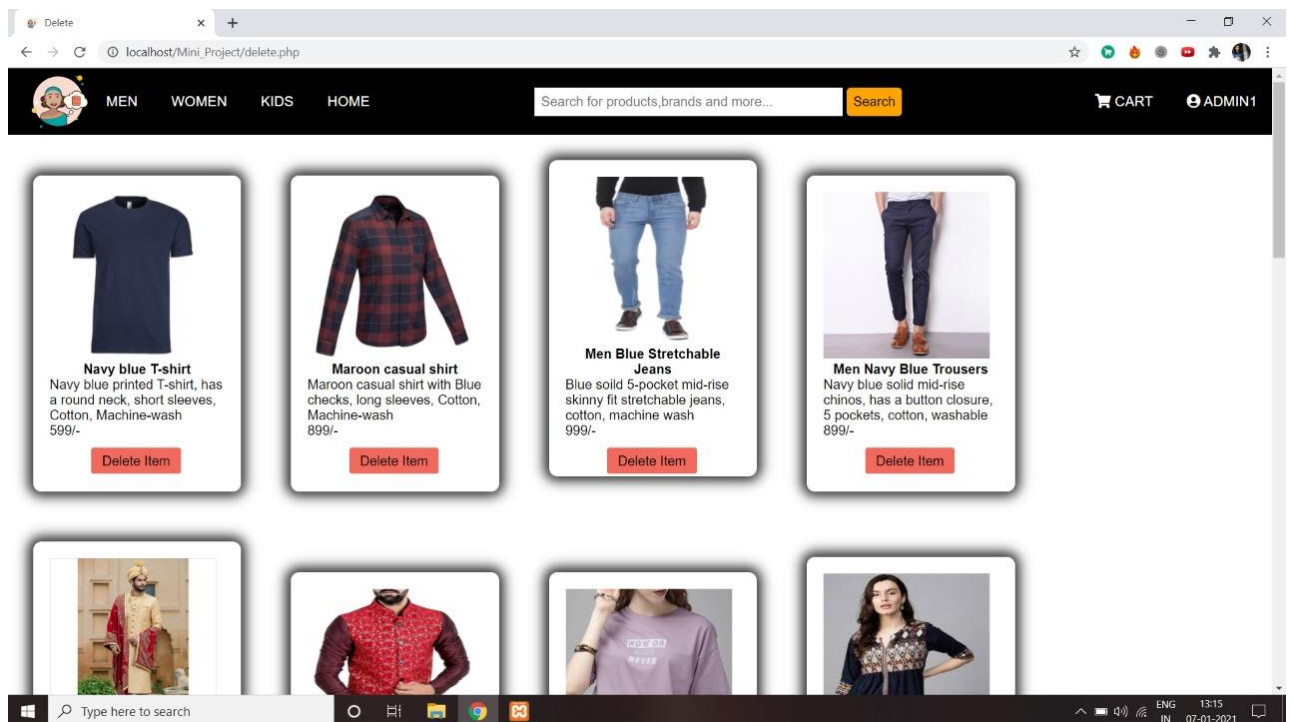 Delete
localhost/Mini_Project/delete.php
MEN WOMEN KIDS HOME Search for products,brands and more... Search CART ADMIN1
Navy blue T-shirt
Navy blue printed T-shirt, has
a round neck, short sleeves,
Cotton, Machine-wash
599/-
Delete Item
Maroon casual shirt
Maroon casual shirt with Blue
checks, long sleeves, Cotton,
Machine-wash
899/-
Delete Item
Men Blue Stretchable
Jeans
Blue soild 5-pocket mid-rise
skinny fit stretchable jeans,
cotton, machine wash
999/-
Delete Item
Men Navy Blue Trousers
Navy blue solid mid-rise
chinos, has a button closure,
5 pockets, cotton, washable
899/-
Delete Item
NEVER
Type here to search
ENG
IN
13:15
07-01-2021